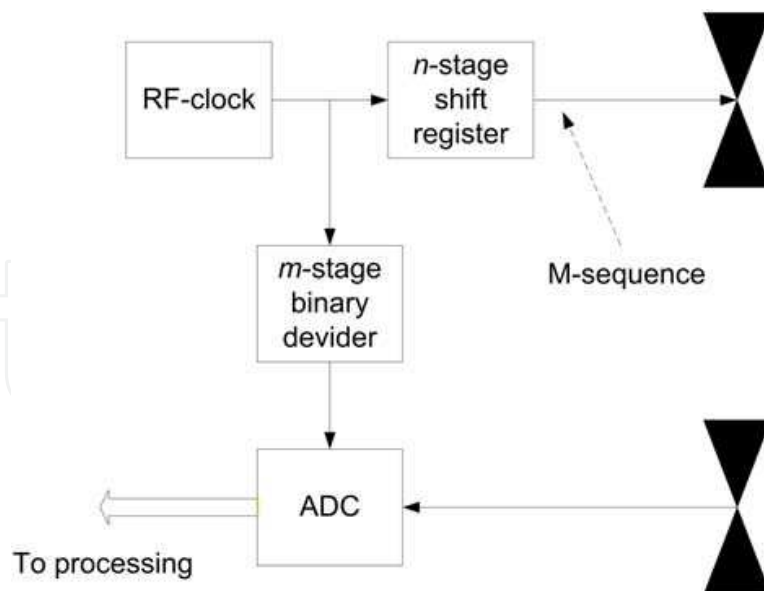 RF-clock
n-stage
shift
register
M-sequence
m-stage
binary
devider
ADC
To processing